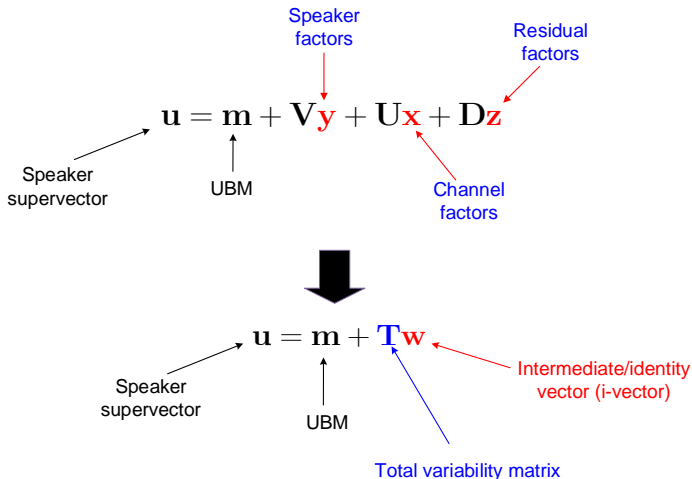 Speaker
factors
Residual
factors
u = m + Vy + Ux + Dz
Speaker
supervector
UBM
Channel
factors
u = m + Tw
Speaker
supervector
UBM
Intermediate/identity
vector (i-vector)
Total variability matrix